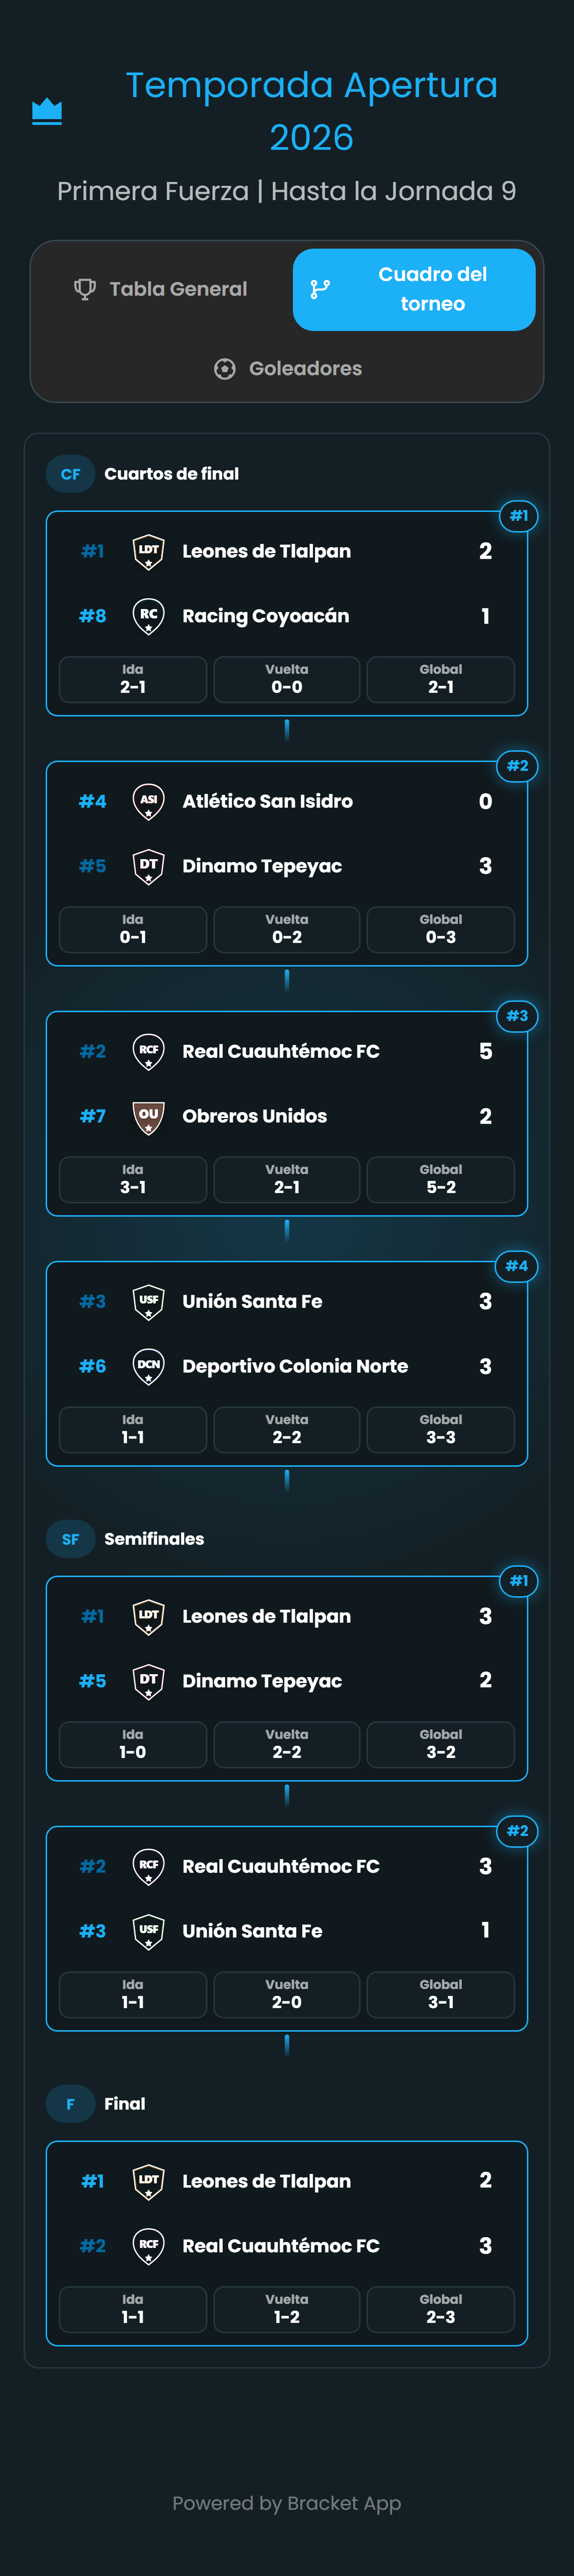 Temporada Apertura
2026
Primera Fuerza | Hasta la Jornada 9
Tabla General
Cuadro del
torneo
Goleadores
CF Cuartos de final
#1
#1 LDT Leones de Tlalpan 2
#8 RC Racing Coyoacán 1
Ida Vuelta Global
2-1 0-0 2-1
#2
#4 ASI Atlético San Isidro 0
#5 DT Dinamo Tepeyac 3
Ida Vuelta Global
0-1 0-2 0-3
#3
#2 RCF Real Cuauhtémoc FC 5
#7 OU Obreros Unidos 2
Ida Vuelta Global
3-1 2-1 5-2
#4
#3 USF Unión Santa Fe 3
#6 DCN Deportivo Colonia Norte 3
Ida Vuelta Global
1-1 2-2 3-3
SF Semifinales
#1
#1 LDT Leones de Tlalpan 3
#5 DT Dinamo Tepeyac 2
Ida Vuelta Global
1-0 2-2 3-2
#2
#2 RCF Real Cuauhtémoc FC 3
#3 USF Unión Santa Fe 1
Ida Vuelta Global
1-1 2-0 3-1
F Final
#1 LDT Leones de Tlalpan 2
#2 RCF Real Cuauhtémoc FC 3
Ida Vuelta Global
1-1 1-2 2-3
Powered by Bracket App